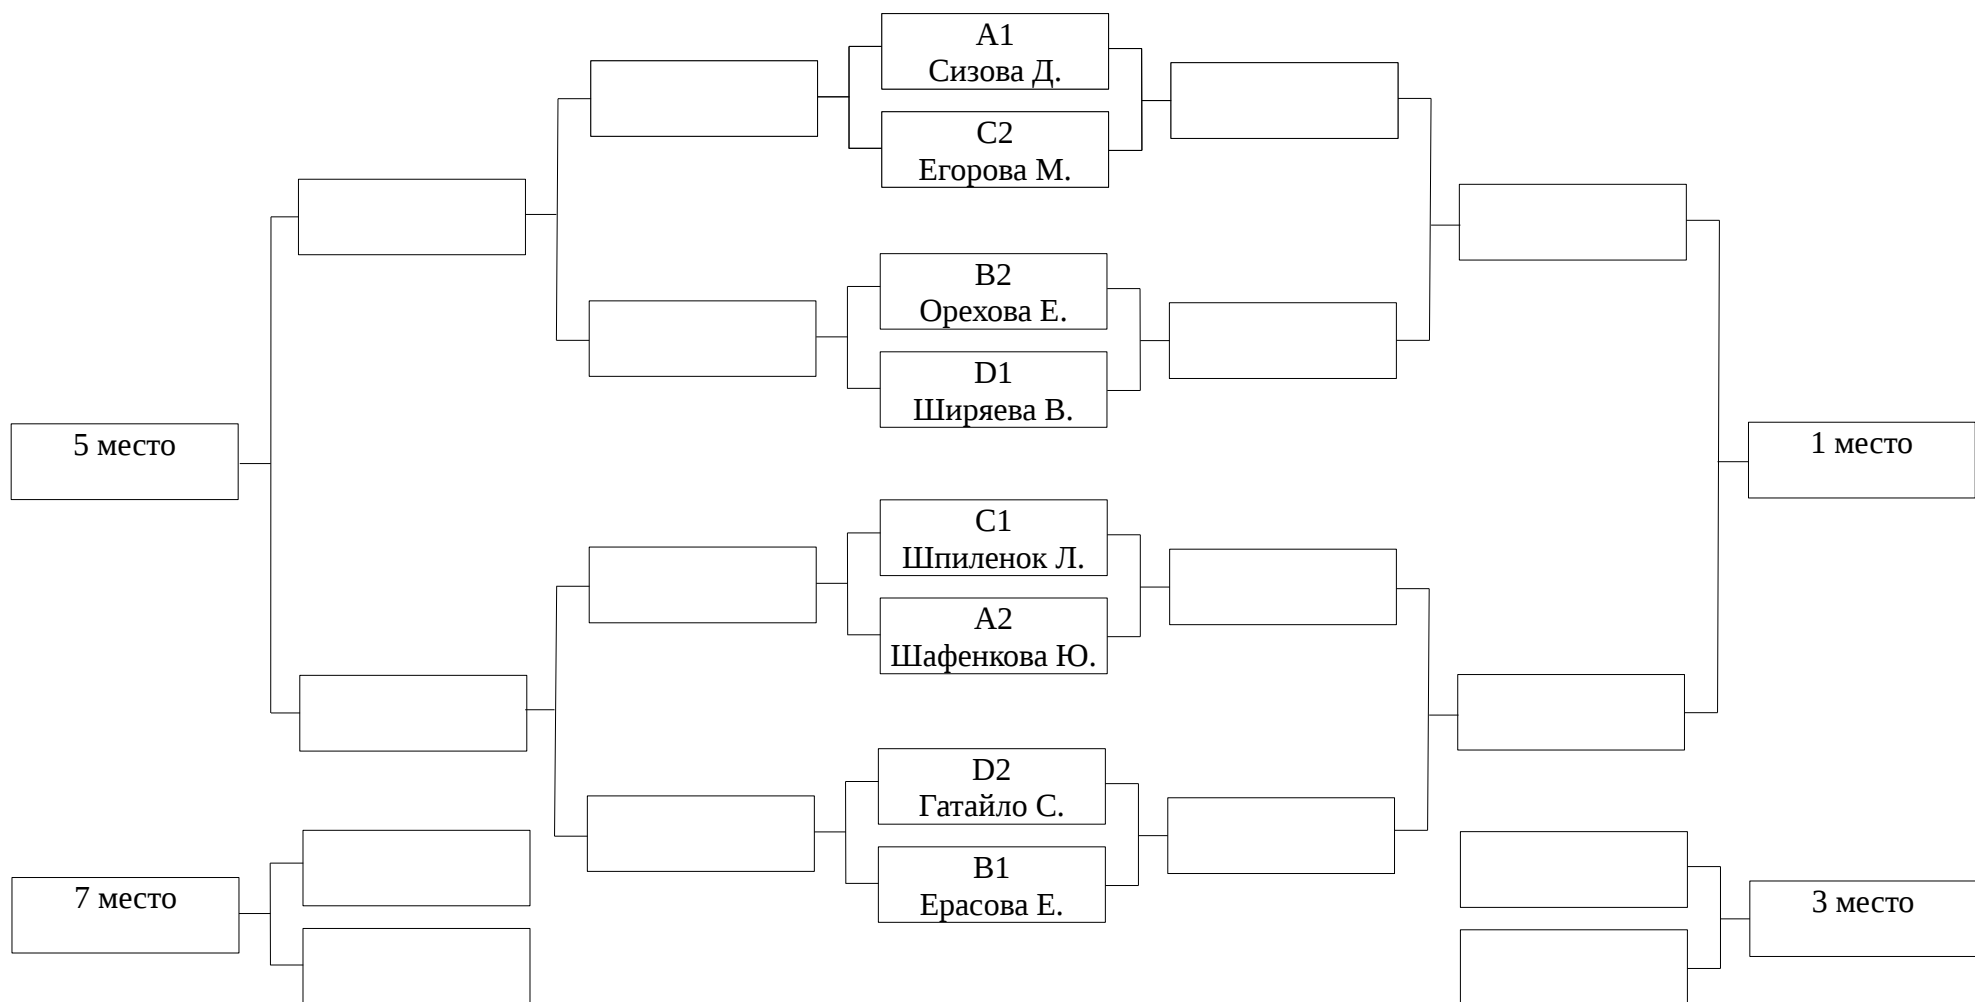 A1
Сизова Д.
C2
Егорова М.
B2
Орехова Е.
D1
Ширяева В.
5 место
1 место
C1
Шпиленок Л.
A2
Шафенкова Ю.
D2
Гатайло С.
B1
Ерасова Е.
7 место
3 место